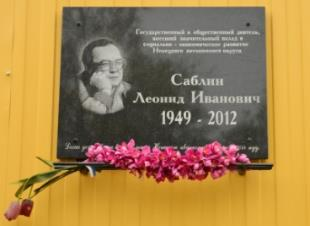 Государственный и общественный деятель,
внесший значительный вклад в
социально - экономическое развитие
Ненецкого автономного округа
Саблин
Леонид Иванович
1949 - 2012